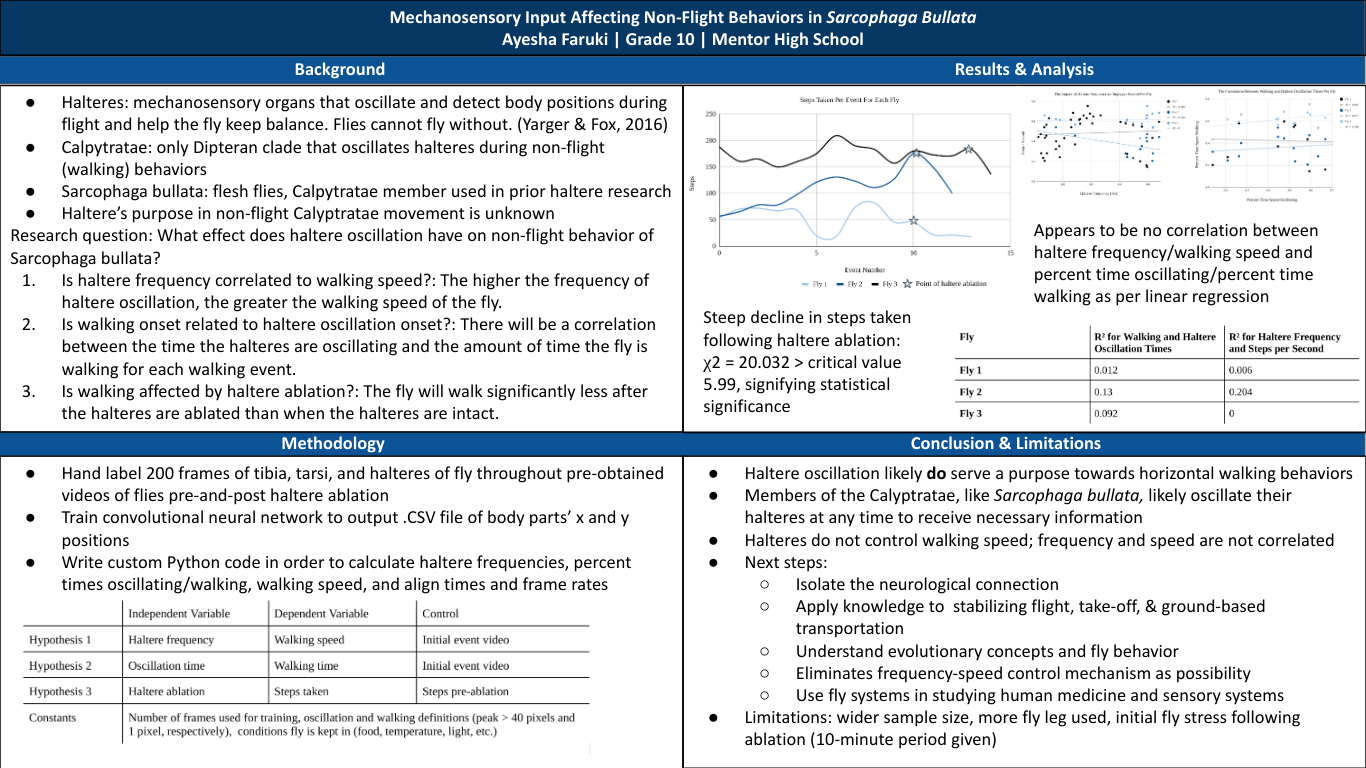 Mechanosensory Input Affecting Non-Flight Behaviors in Sarcophaga Bullata
Ayesha Faruki | Grade 10 | Mentor High School
Background
● Halteres: mechanosensory organs that oscillate and detect body positions during
flight and help the fly keep balance. Flies cannot fly without. (Yarger & Fox, 2016)
● Calpytratae: only Dipteran clade that oscillates halteres during non-flight
(walking) behaviors
● Sarcophaga bullata: flesh flies, Calpytratae member used in prior haltere research
● Haltere's purpose in non-flight Calyptratae movement is unknown
Research question: What effect does haltere oscillation have on non-flight behavior of
Sarcophaga bullata?
1. Is haltere frequency correlated to walking speed?: The higher the frequency of
haltere oscillation, the greater the walking speed of the fly.
2. Is walking onset related to haltere oscillation onset?: There will be a correlation
between the time the halteres are oscillating and the amount of time the fly is
walking for each walking event.
3. Is walking affected by haltere ablation?: The fly will walk significantly less after
the halteres are ablated than when the halteres are intact.
Methodology
● Hand label 200 frames of tibia, tarsi, and halteres of fly throughout pre-obtained
videos of flies pre-and-post haltere ablation
● Train convolutional neural network to output .CSV file of body parts' x and y
positions
● Write custom Python code in order to calculate haltere frequencies, percent
times oscillating/walking, walking speed, and align times and frame rates
Independent Variable Dependent Variable Control
Hypothesis 1 Haltere frequency Walking speed Initial event video
Hypothesis 2 Oscillation time Walking time Initial event video
Hypothesis 3 Haltere ablation Steps taken Steps pre-ablation
Constants Number of frames used for training, oscillation and walking definitions (peak > 40 pixels and
1 pixel, respectively), conditions fly is kept in (food, temperature, light, etc.)
Results & Analysis
Steps Taken Per Event For Each Fly
Steps
250
200
150
100
50
0
0 5 10 15
Event Number
Fly 1 Fly 2 Fly 3 Point of haltere ablation
Percent Time Spent Walking
Percent Time Spent Oscillating
Appears to be no correlation between
haltere frequency/walking speed and
percent time oscillating/percent time
walking as per linear regression
Steep decline in steps taken
following haltere ablation:
χ2 = 20.032 > critical value
5.99, signifying statistical
significance
Fly R² for Walking and Haltere Oscillation Times R² for Haltere Frequency and Steps per Second
Fly 1 0.012 0.006
Fly 2 0.13 0.204
Fly 3 0.092 0
Conclusion & Limitations
● Haltere oscillation likely do serve a purpose towards horizontal walking behaviors
● Members of the Calyptratae, like Sarcophaga bullata, likely oscillate their
halteres at any time to receive necessary information
● Halteres do not control walking speed; frequency and speed are not correlated
● Next steps:
○ Isolate the neurological connection
○ Apply knowledge to stabilizing flight, take-off, & ground-based
transportation
○ Understand evolutionary concepts and fly behavior
○ Eliminates frequency-speed control mechanism as possibility
○ Use fly systems in studying human medicine and sensory systems
● Limitations: wider sample size, more fly leg used, initial fly stress following
ablation (10-minute period given)